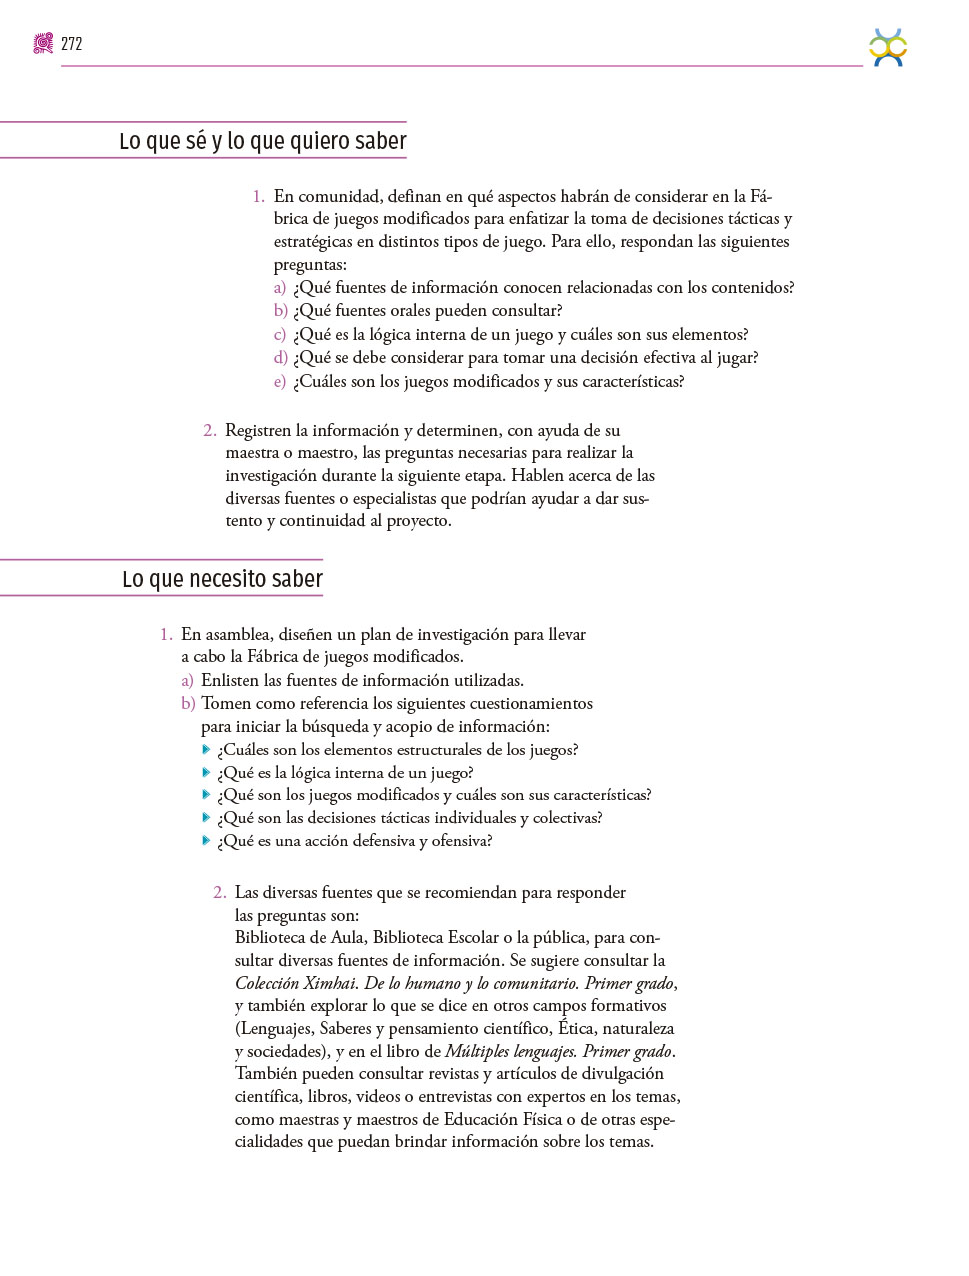 272
Lo que sé y lo que quiero saber
1. En comunidad, definan en qué aspectos habrán de considerar en la Fá-
brica de juegos modificados para enfatizar la toma de decisiones tácticas y
estratégicas en distintos tipos de juego. Para ello, respondan las siguientes
preguntas:
a) ¿Qué fuentes de información conocen relacionadas con los contenidos?
b) ¿Qué fuentes orales pueden consultar?
c) ¿Qué es la lógica interna de un juego y cuáles son sus elementos?
d) ¿Qué se debe considerar para tomar una decisión efectiva al jugar?
e) ¿Cuáles son los juegos modificados y sus características?
2. Registren la información y determinen, con ayuda de su
maestra o maestro, las preguntas necesarias para realizar la
investigación durante la siguiente etapa. Hablen acerca de las
diversas fuentes o especialistas que podrían ayudar a dar sus-
tento y continuidad al proyecto.
Lo que necesito saber
1. En asamblea, diseñen un plan de investigación para llevar
a cabo la Fábrica de juegos modificados.
a) Enlisten las fuentes de información utilizadas.
b) Tomen como referencia los siguientes cuestionamientos
para iniciar la búsqueda y acopio de información:
¿Cuáles son los elementos estructurales de los juegos?
¿Qué es la lógica interna de un juego?
¿Qué son los juegos modificados y cuáles son sus características?
¿Qué son las decisiones tácticas individuales y colectivas?
¿Qué es una acción defensiva y ofensiva?
2. Las diversas fuentes que se recomiendan para responder
las preguntas son:
Biblioteca de Aula, Biblioteca Escolar o la pública, para con-
sultar diversas fuentes de información. Se sugiere consultar la
Colección Ximhai. De lo humano y lo comunitario. Primer grado,
y también explorar lo que se dice en otros campos formativos
(Lenguajes, Saberes y pensamiento científico, Ética, naturaleza
y sociedades), y en el libro de Múltiples lenguajes. Primer grado.
También pueden consultar revistas y artículos de divulgación
científica, libros, videos o entrevistas con expertos en los temas,
como maestras y maestros de Educación Física o de otras espe-
cialidades que puedan brindar información sobre los temas.